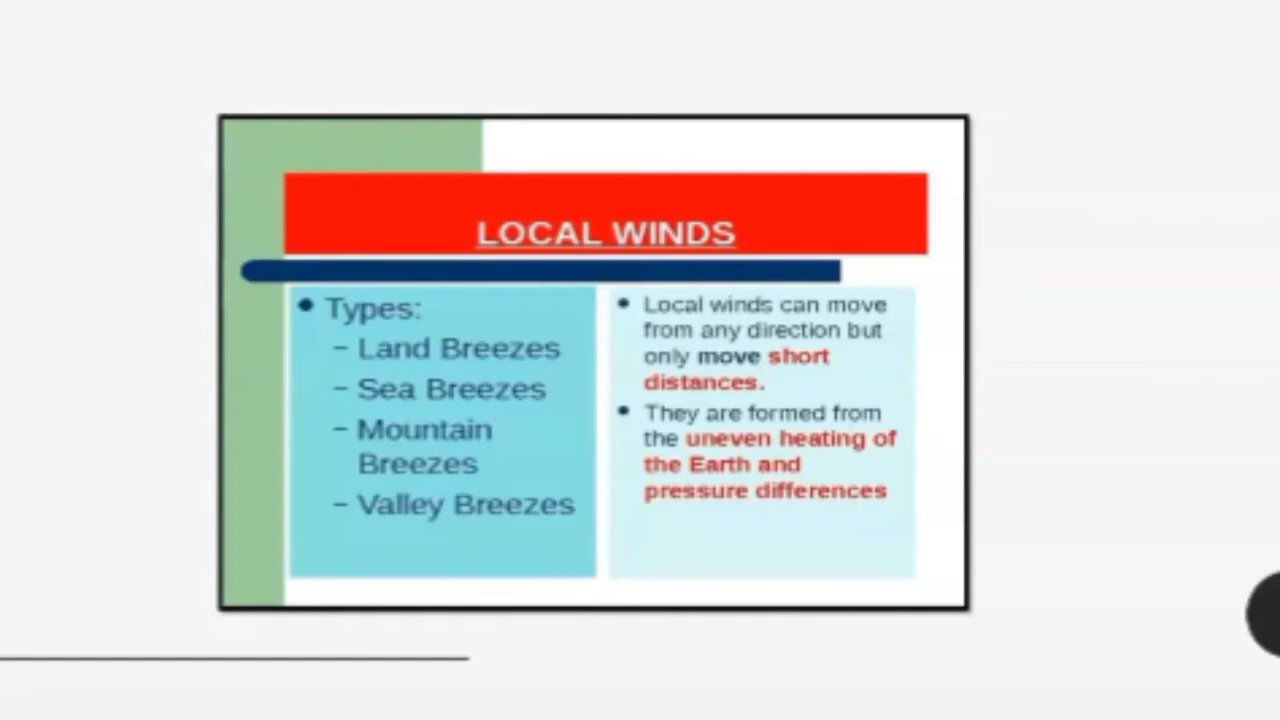 LOCAL WINDS
• Types:
– Land Breezes
– Sea Breezes
– Mountain
Breezes
– Valley Breezes
• Local winds can move
from any direction but
only move short
distances.
• They are formed from
the uneven heating of
the Earth and
pressure differences